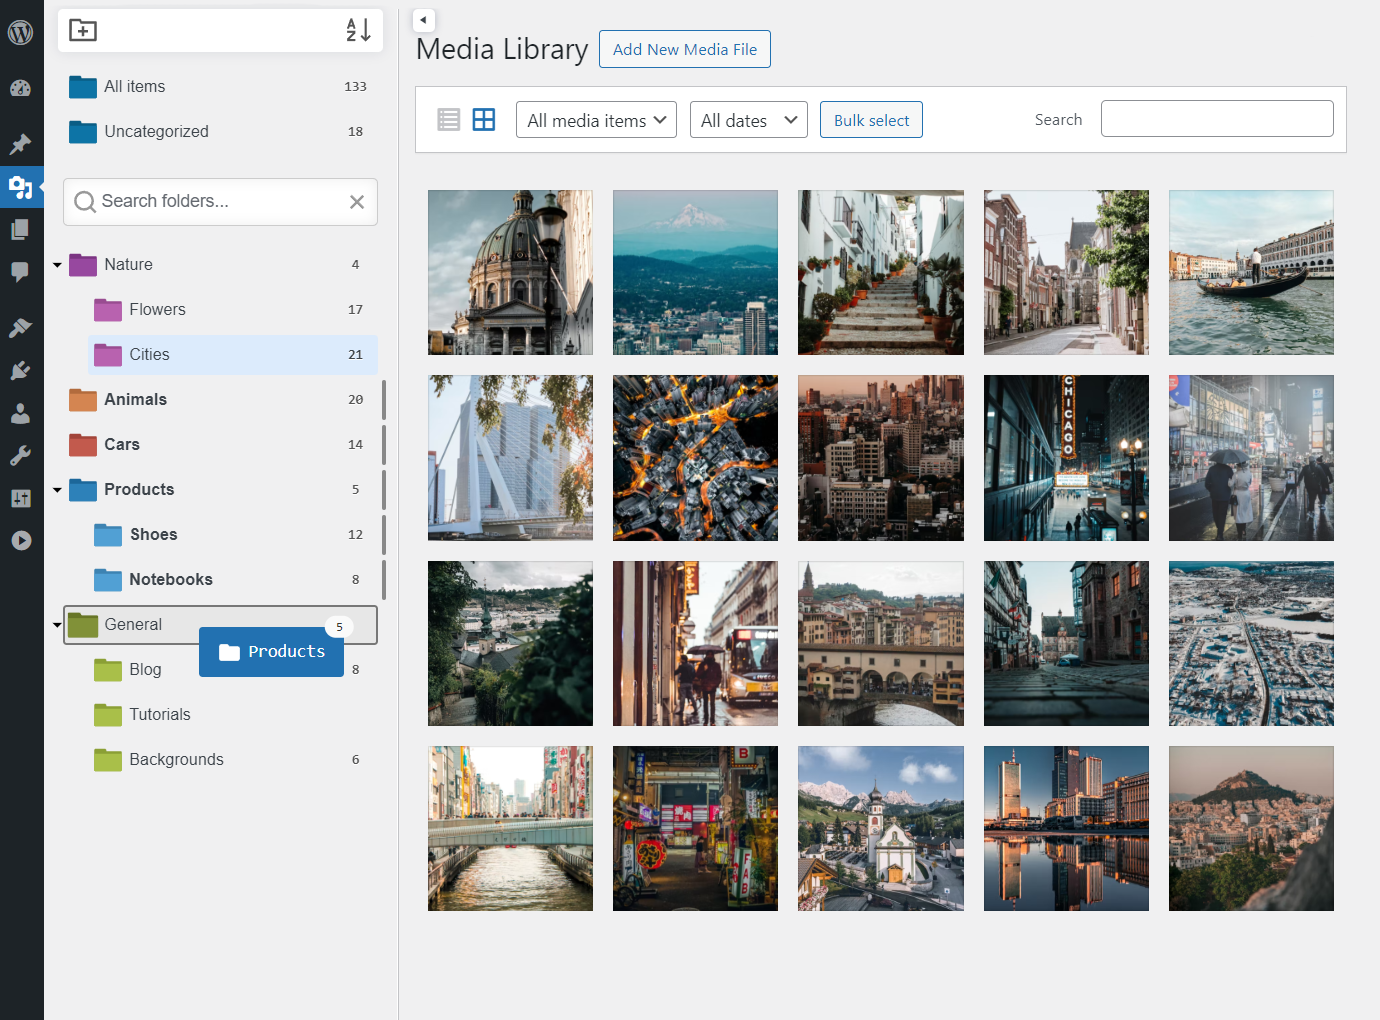 A
Z
All items 133
Uncategorized 18
Search folders...
Nature 4
Flowers 17
Cities 21
Animals 20
Cars 14
Products 5
Shoes 12
Notebooks 8
General
5
Products
Blog 8
Tutorials
Backgrounds 6
Media Library
Add New Media File
All media items
All dates
Bulk select
Search
CHICAGO
B
FAB